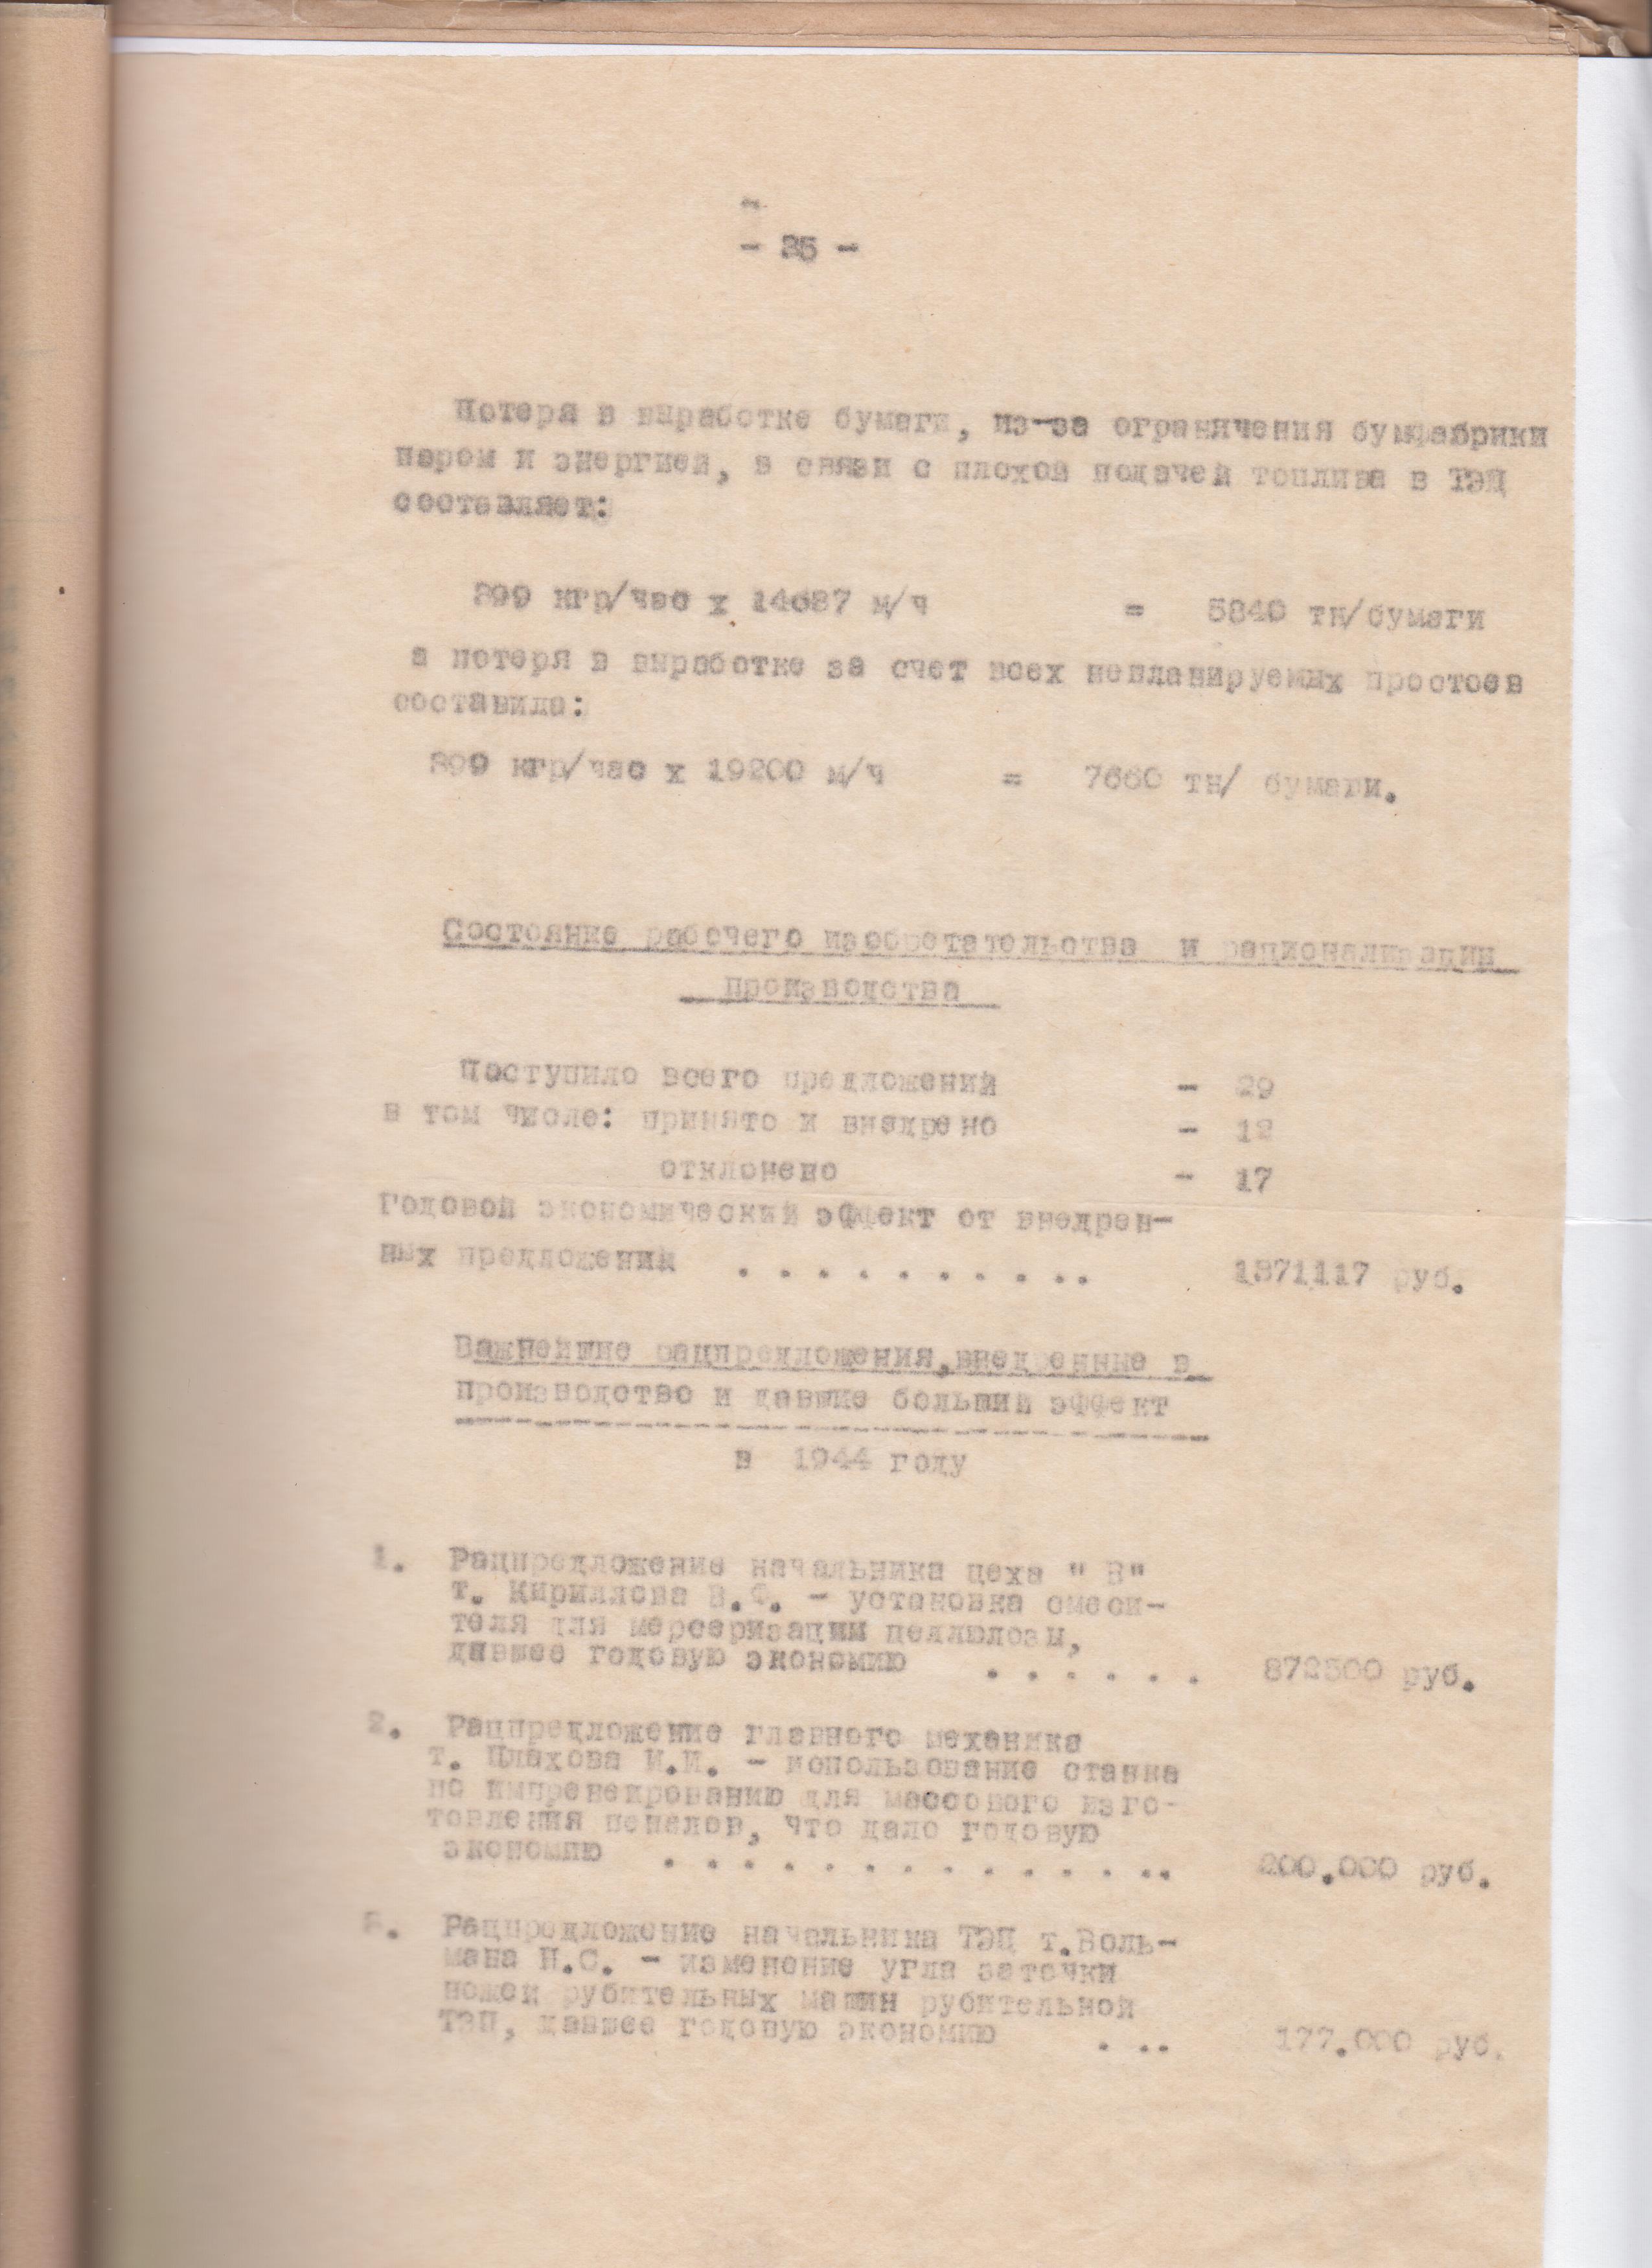 - 35 -
Потеря в выработке бумаги, из-за ограничения бумфабрики
паром и энергией, в связи с плохой подачей топлива в ТЭЦ
составляет:
399 кгр/час х 14637 м/ч = 5840 тн/бумаги
а потеря в выработке за счет всех непланируемых простоев
составила:
399 кгр/час х 19200 м/ч = 7660 тн/ бумаги.
Состояние рабочего изобретательства и рационализации
производства
Поступило всего предложений - 29
в том числе: принято и внедрено - 12
отклонено - 17
Годовой экономический эффект от внедрен-
ных предложений . . . . . . . . . .. 1371117 руб.
Важнейшие рацпредложения,внедренные в
производство и давшие больший эффект
в 1944 году
1. Рацпредложение начальника цеха " В"
т. Кириллова В.Ф. - установка смеси-
теля для мерсеризации целлюлозы,
давшее годовую экономию . . . . . . 872500 руб.
2. Рацпредложение главного механика
т. Плахова И.И. - использование станка
по импренекрованию для массового изго-
товления пеналов, что дало годовую
экономию . . . . . . . . . . . . .. 200.000 руб.
3. Рацпредложение начальника ТЭЦ т.Воль-
мана Н.С. - изменение угла заточки
ножей рубительных машин рубительной
ТЭЦ, давшее годовую экономию . .. 177.000 руб.